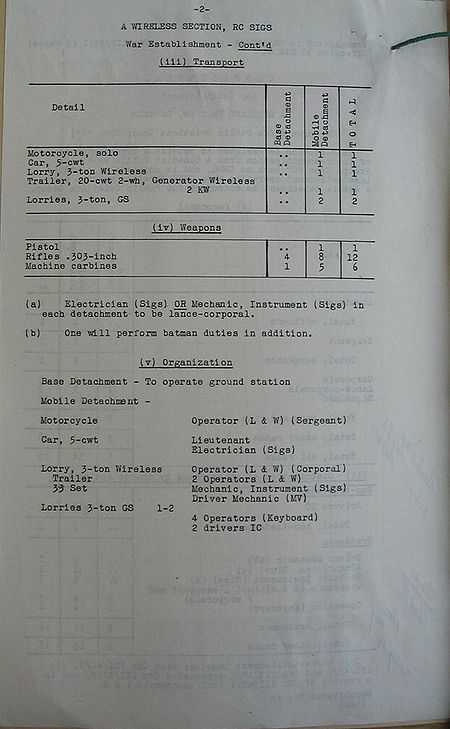 -2-
A WIRELESS SECTION, RC SIGS
War Establishment - Cont'd
(iii) Transport
Detail Base Detachment Mobile Detachment TOTAL
Motorcycle, solo .. 1 1
Car, 5-cwt .. 1 1
Lorry, 3-ton Wireless .. 1 1
Trailer, 20-cwt 2-wh, Generator Wireless
2 KW .. 1 1
Lorries, 3-ton, GS .. 2 2
(iv) Weapons
Pistol .. 1 1
Rifles .303-inch 4 8 12
Machine carbines 1 5 6
(a) Electrician (Sigs) OR Mechanic, Instrument (Sigs) in
each detachment to be lance-corporal.
(b) One will perform batman duties in addition.
(v) Organization
Base Detachment - To operate ground station
Mobile Detachment -
Motorcycle Operator (L & W) (Sergeant)
Car, 5-cwt Lieutenant
Electrician (Sigs)
Lorry, 3-ton Wireless Operator (L & W) (Corporal)
Trailer 2 Operators (L & W)
33 Set Mechanic, Instrument (Sigs)
Driver Mechanic (MV)
Lorries 3-ton GS 1-2
4 Operators (Keyboard)
2 drivers IC